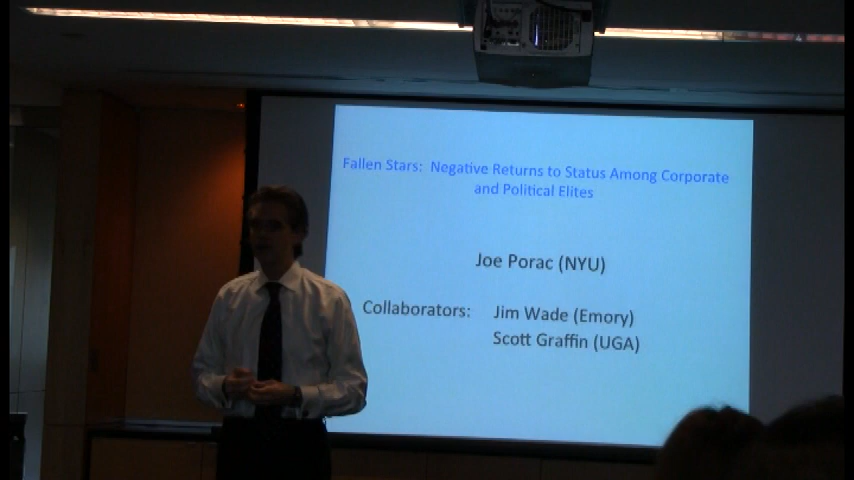 Fallen Stars: Negative Returns to Status Among Corporate
and Political Elites
Joe Porac (NYU)
Collaborators: Jim Wade (Emory)
Scott Graffin (UGA)